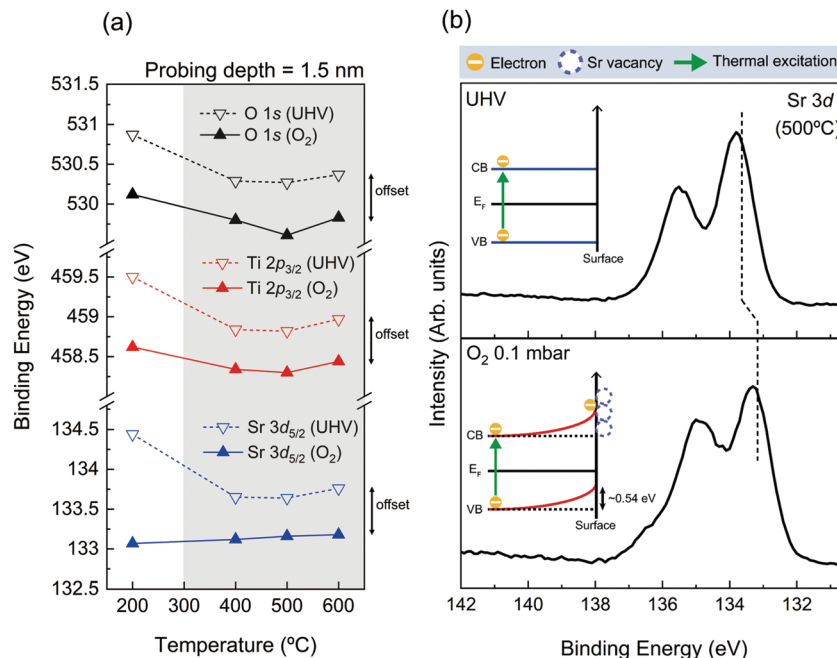 (a)
Probing depth = 1.5 nm
O 1s (UHV)
O 1s (O₂)
Ti 2p₃/₂ (UHV)
Ti 2p₃/₂ (O₂)
Sr 3d₅/₂ (UHV)
Sr 3d₅/₂ (O₂)
offset
offset
offset
531
530.5
530
459.5
459
458.5
134.5
134
133.5
133
132.5
Binding Energy (eV)
200 300 400 500 600
Temperature (ºC)
(b)
Electron Sr vacancy Thermal excitation
UHV
Sr 3d
(500ºC)
CB
E_F
VB
Surface
O₂ 0.1 mbar
CB
E_F
VB
~0.54 eV
Surface
Intensity (Arb. units)
142 140 138 136 134 132
Binding Energy (eV)